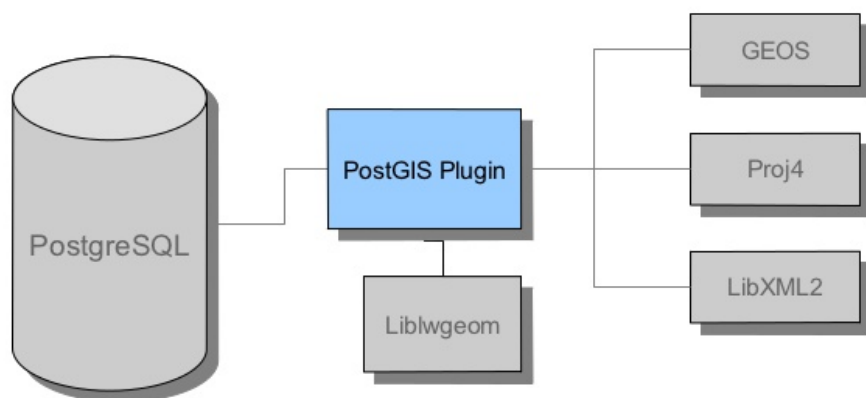 PostgreSQL
PostGIS Plugin
Liblwgeom
GEOS
Proj4
LibXML2